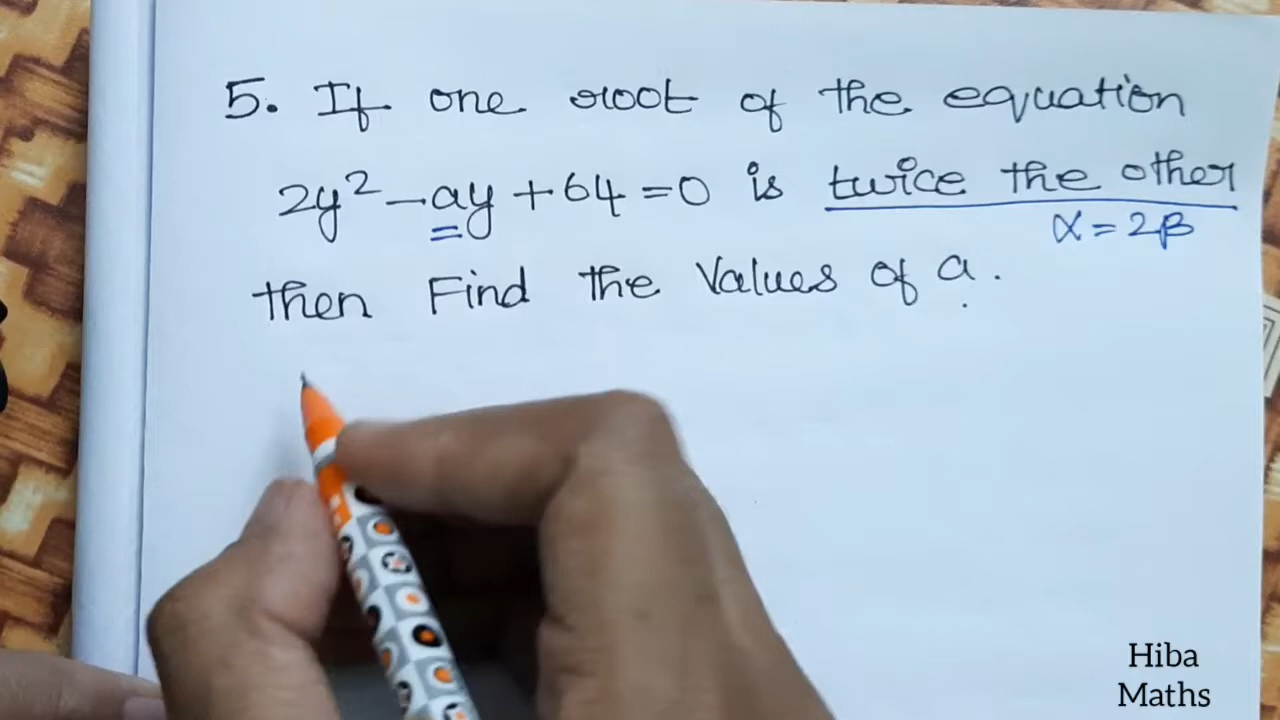 5. If one root of the equation
2y² - ay + 64 = 0 is twice the other
α = 2β
then Find the Values of a.
Hiba
Maths